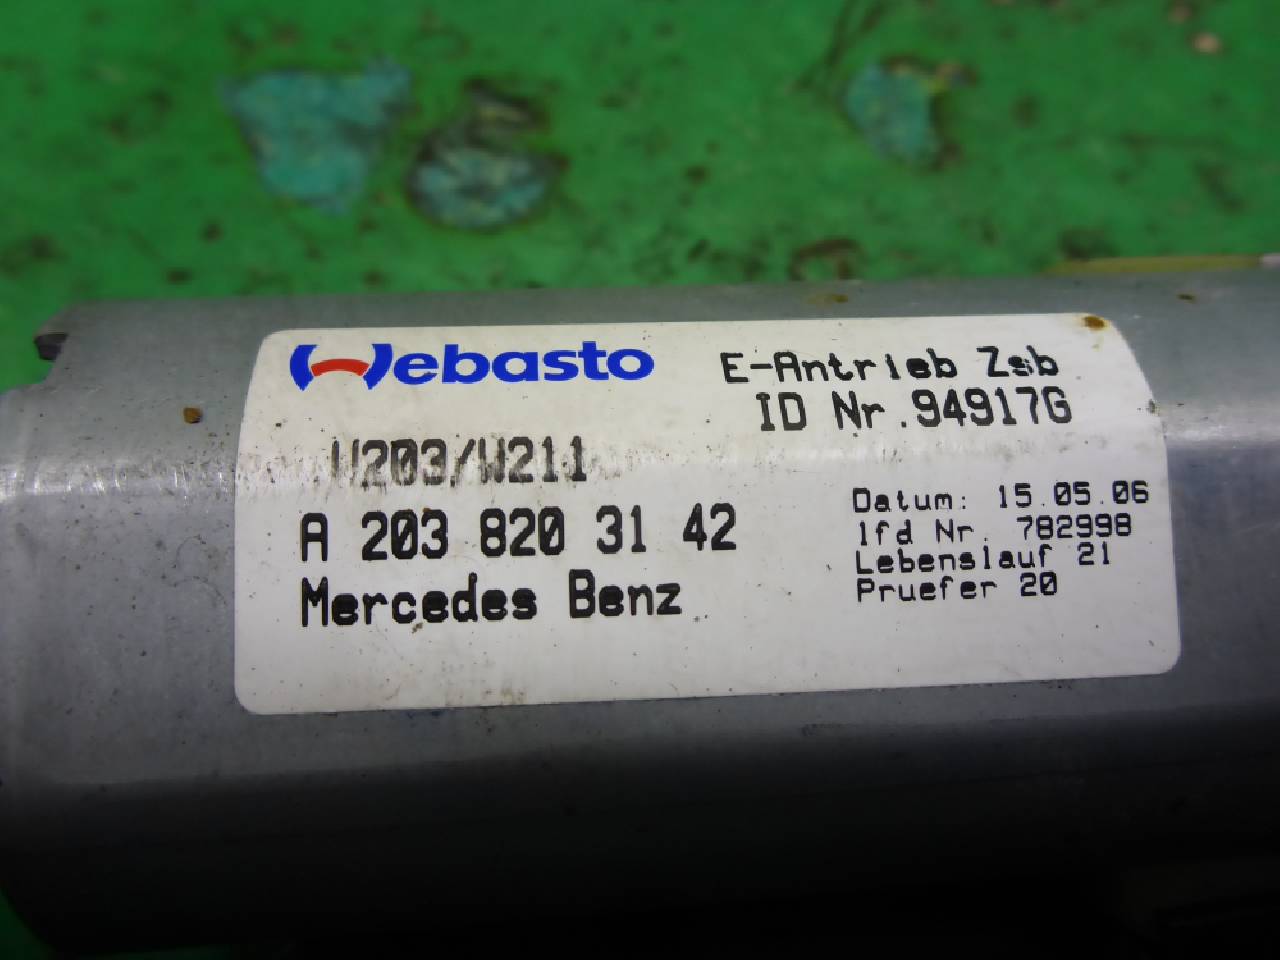 Webasto
E-Antrieb Zsb
ID Nr.94917G
W203/W211
A 203 820 31 42
Mercedes Benz
Datum: 15.05.06
lfd Nr. 782998
Lebenslauf 21
Pruefer 20